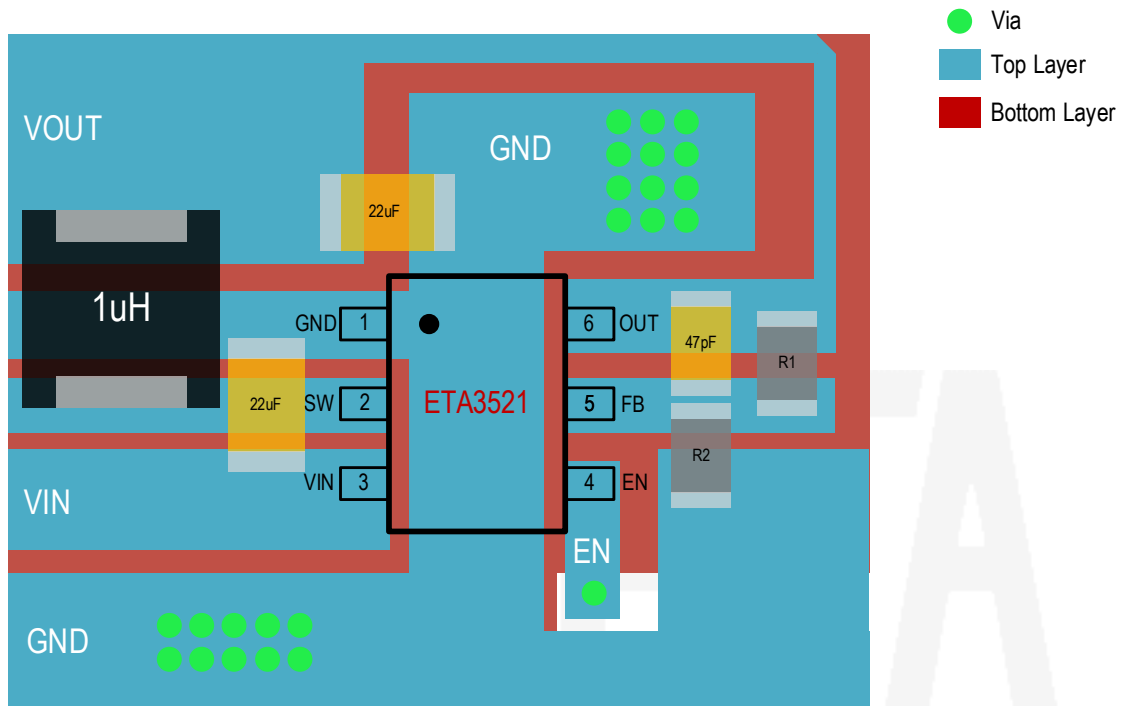 Via
Top Layer
Bottom Layer
VOUT
GND
22uF
1uH
GND 1
6 OUT
47pF
R1
22uF
SW 2
ETA3521
5 FB
R2
VIN 3
4 EN
VIN
EN
GND
TA